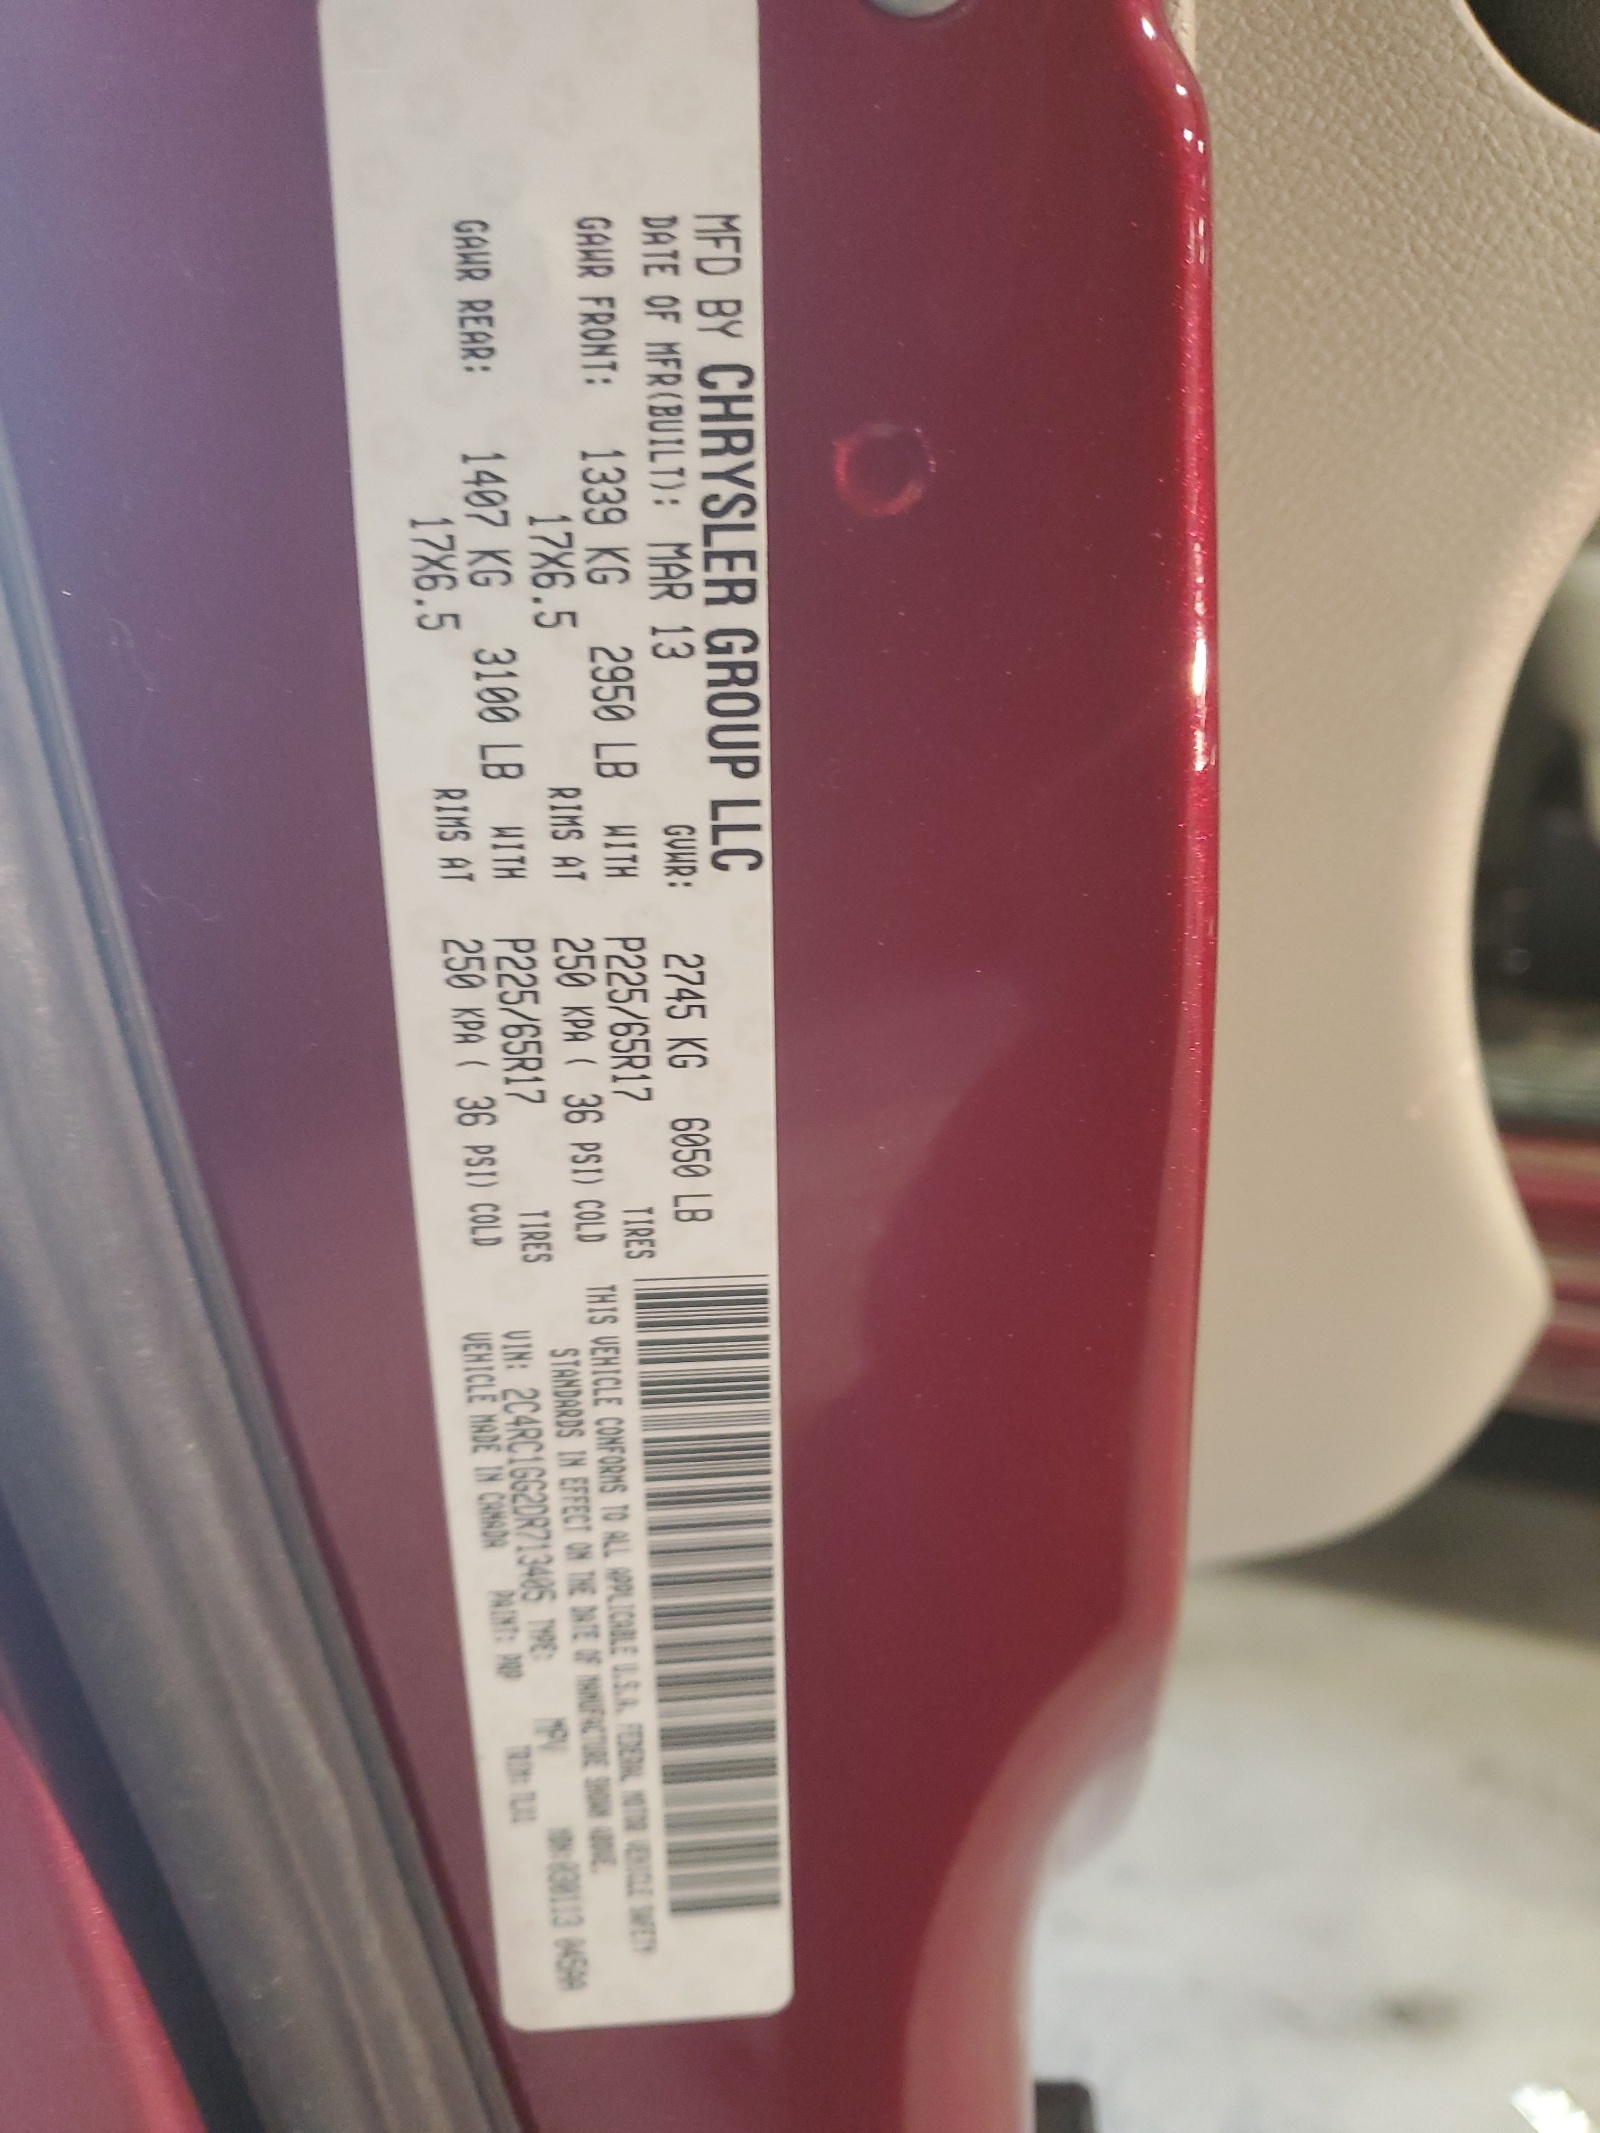 MFD BY CHRYSLER GROUP LLC
DATE OF MFR(BUILT): MAR 13 GVWR: 2745 KG 6050 LB
GAWR FRONT: 1339 KG 2950 LB WITH P225/65R17 TIRES
17X6.5 RIMS AT 250 KPA ( 36 PSI) COLD
GAWR REAR: 1407 KG 3100 LB WITH P225/65R17 TIRES
17X6.5 RIMS AT 250 KPA ( 36 PSI) COLD
THIS VEHICLE CONFORMS TO ALL APPLICABLE U.S.A. FEDERAL MOTOR VEHICLE SAFETY
STANDARDS IN EFFECT ON THE DATE OF MANUFACTURE SHOWN ABOVE.
VIN: 2C4RC1GG2DR713405 TYPE: MPV
VEHICLE MADE IN CANADA PAINT: PRP TRIM: